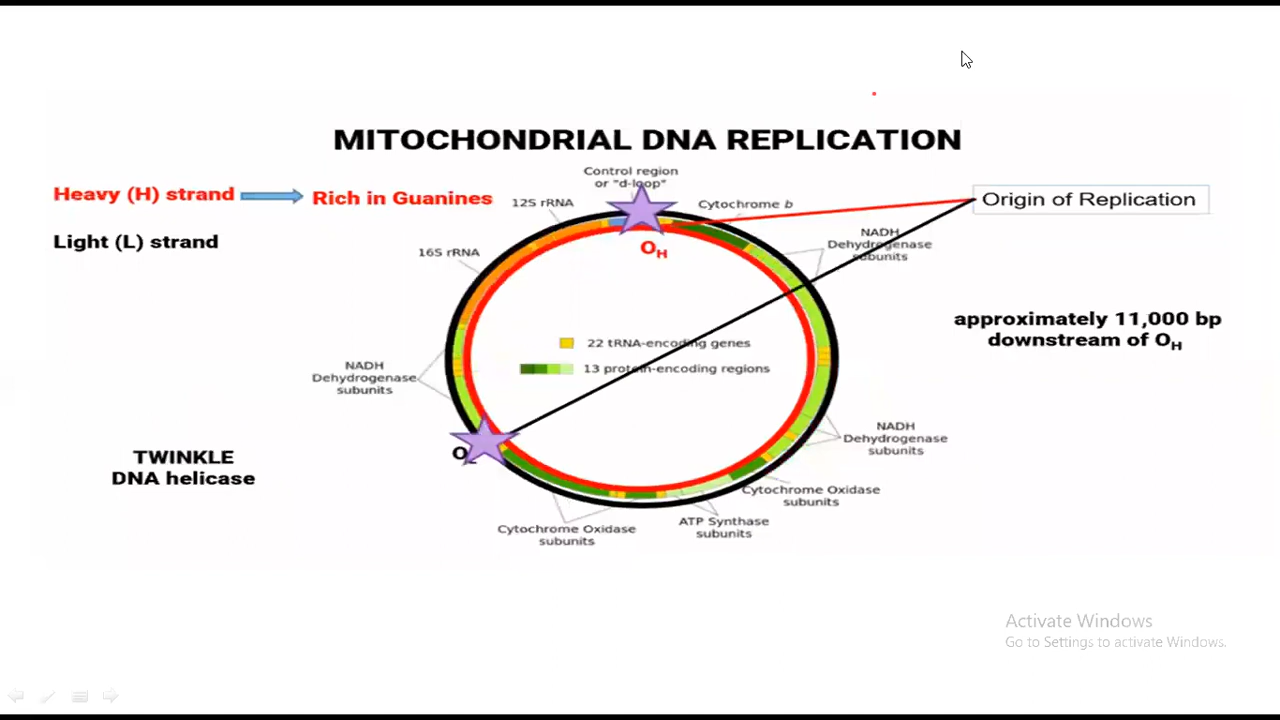 MITOCHONDRIAL DNA REPLICATION
Control region
or "d-loop"
Heavy (H) strand
Rich in Guanines
12S rRNA
Cytochrome b
Origin of Replication
Light (L) strand
16S rRNA
OH
NADH
Dehydrogenase
subunits
approximately 11,000 bp
downstream of OH
22 tRNA-encoding genes
13 protein-encoding regions
NADH
Dehydrogenase
subunits
NADH
Dehydrogenase
subunits
TWINKLE
DNA helicase
OL
Cytochrome Oxidase
subunits
ATP Synthase
subunits
Cytochrome Oxidase
subunits
Activate Windows
Go to Settings to activate Windows.